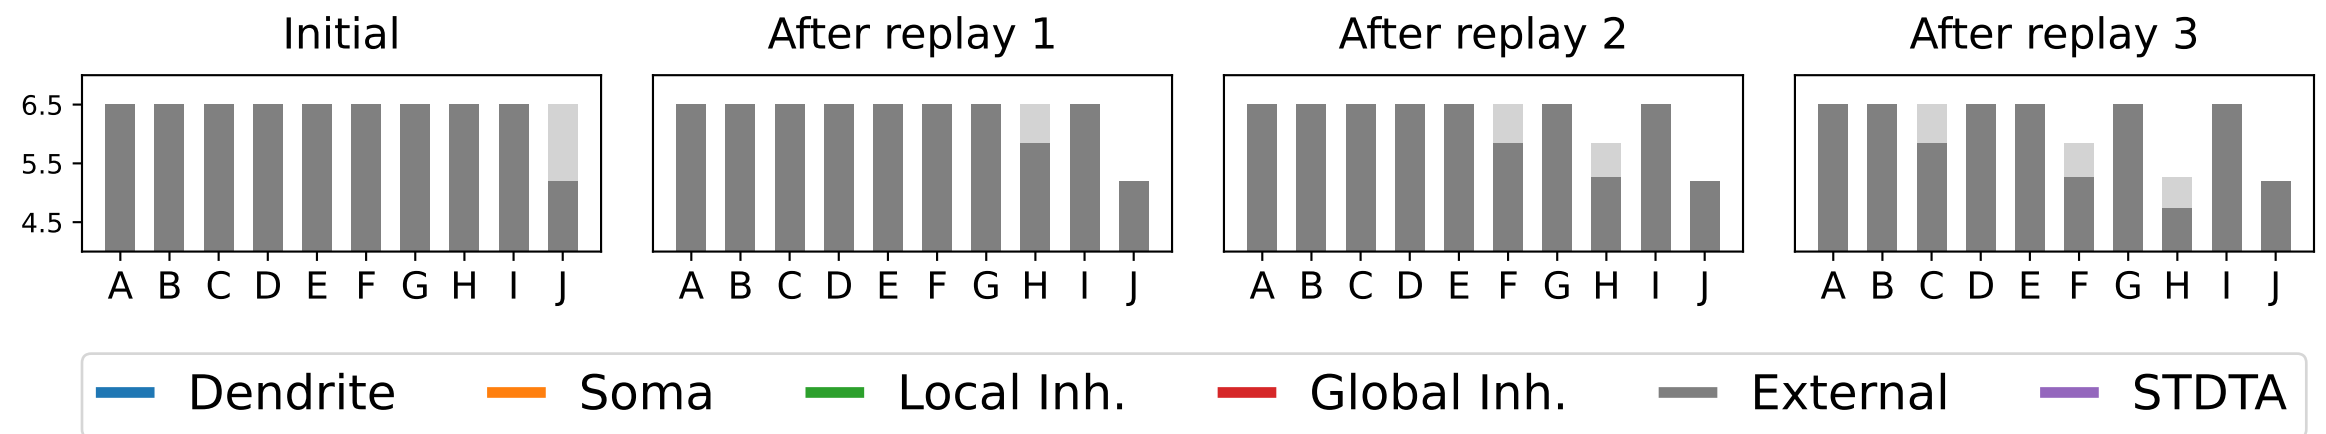 Initial After replay 1 After replay 2 After replay 3
6.5
5.5
4.5
A B C D E F G H I J A B C D E F G H I J A B C D E F G H I J A B C D E F G H I J
Dendrite Soma Local Inh. Global Inh. External STDTA